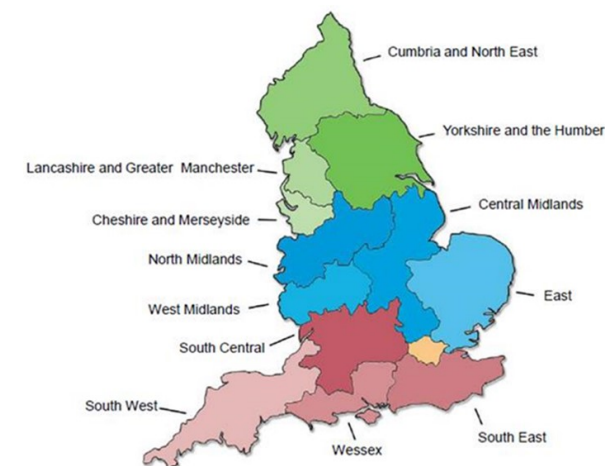 Cumbria and North East
Yorkshire and the Humber
Lancashire and Greater Manchester
Central Midlands
Cheshire and Merseyside
North Midlands
East
West Midlands
South Central
South West
South East
Wessex